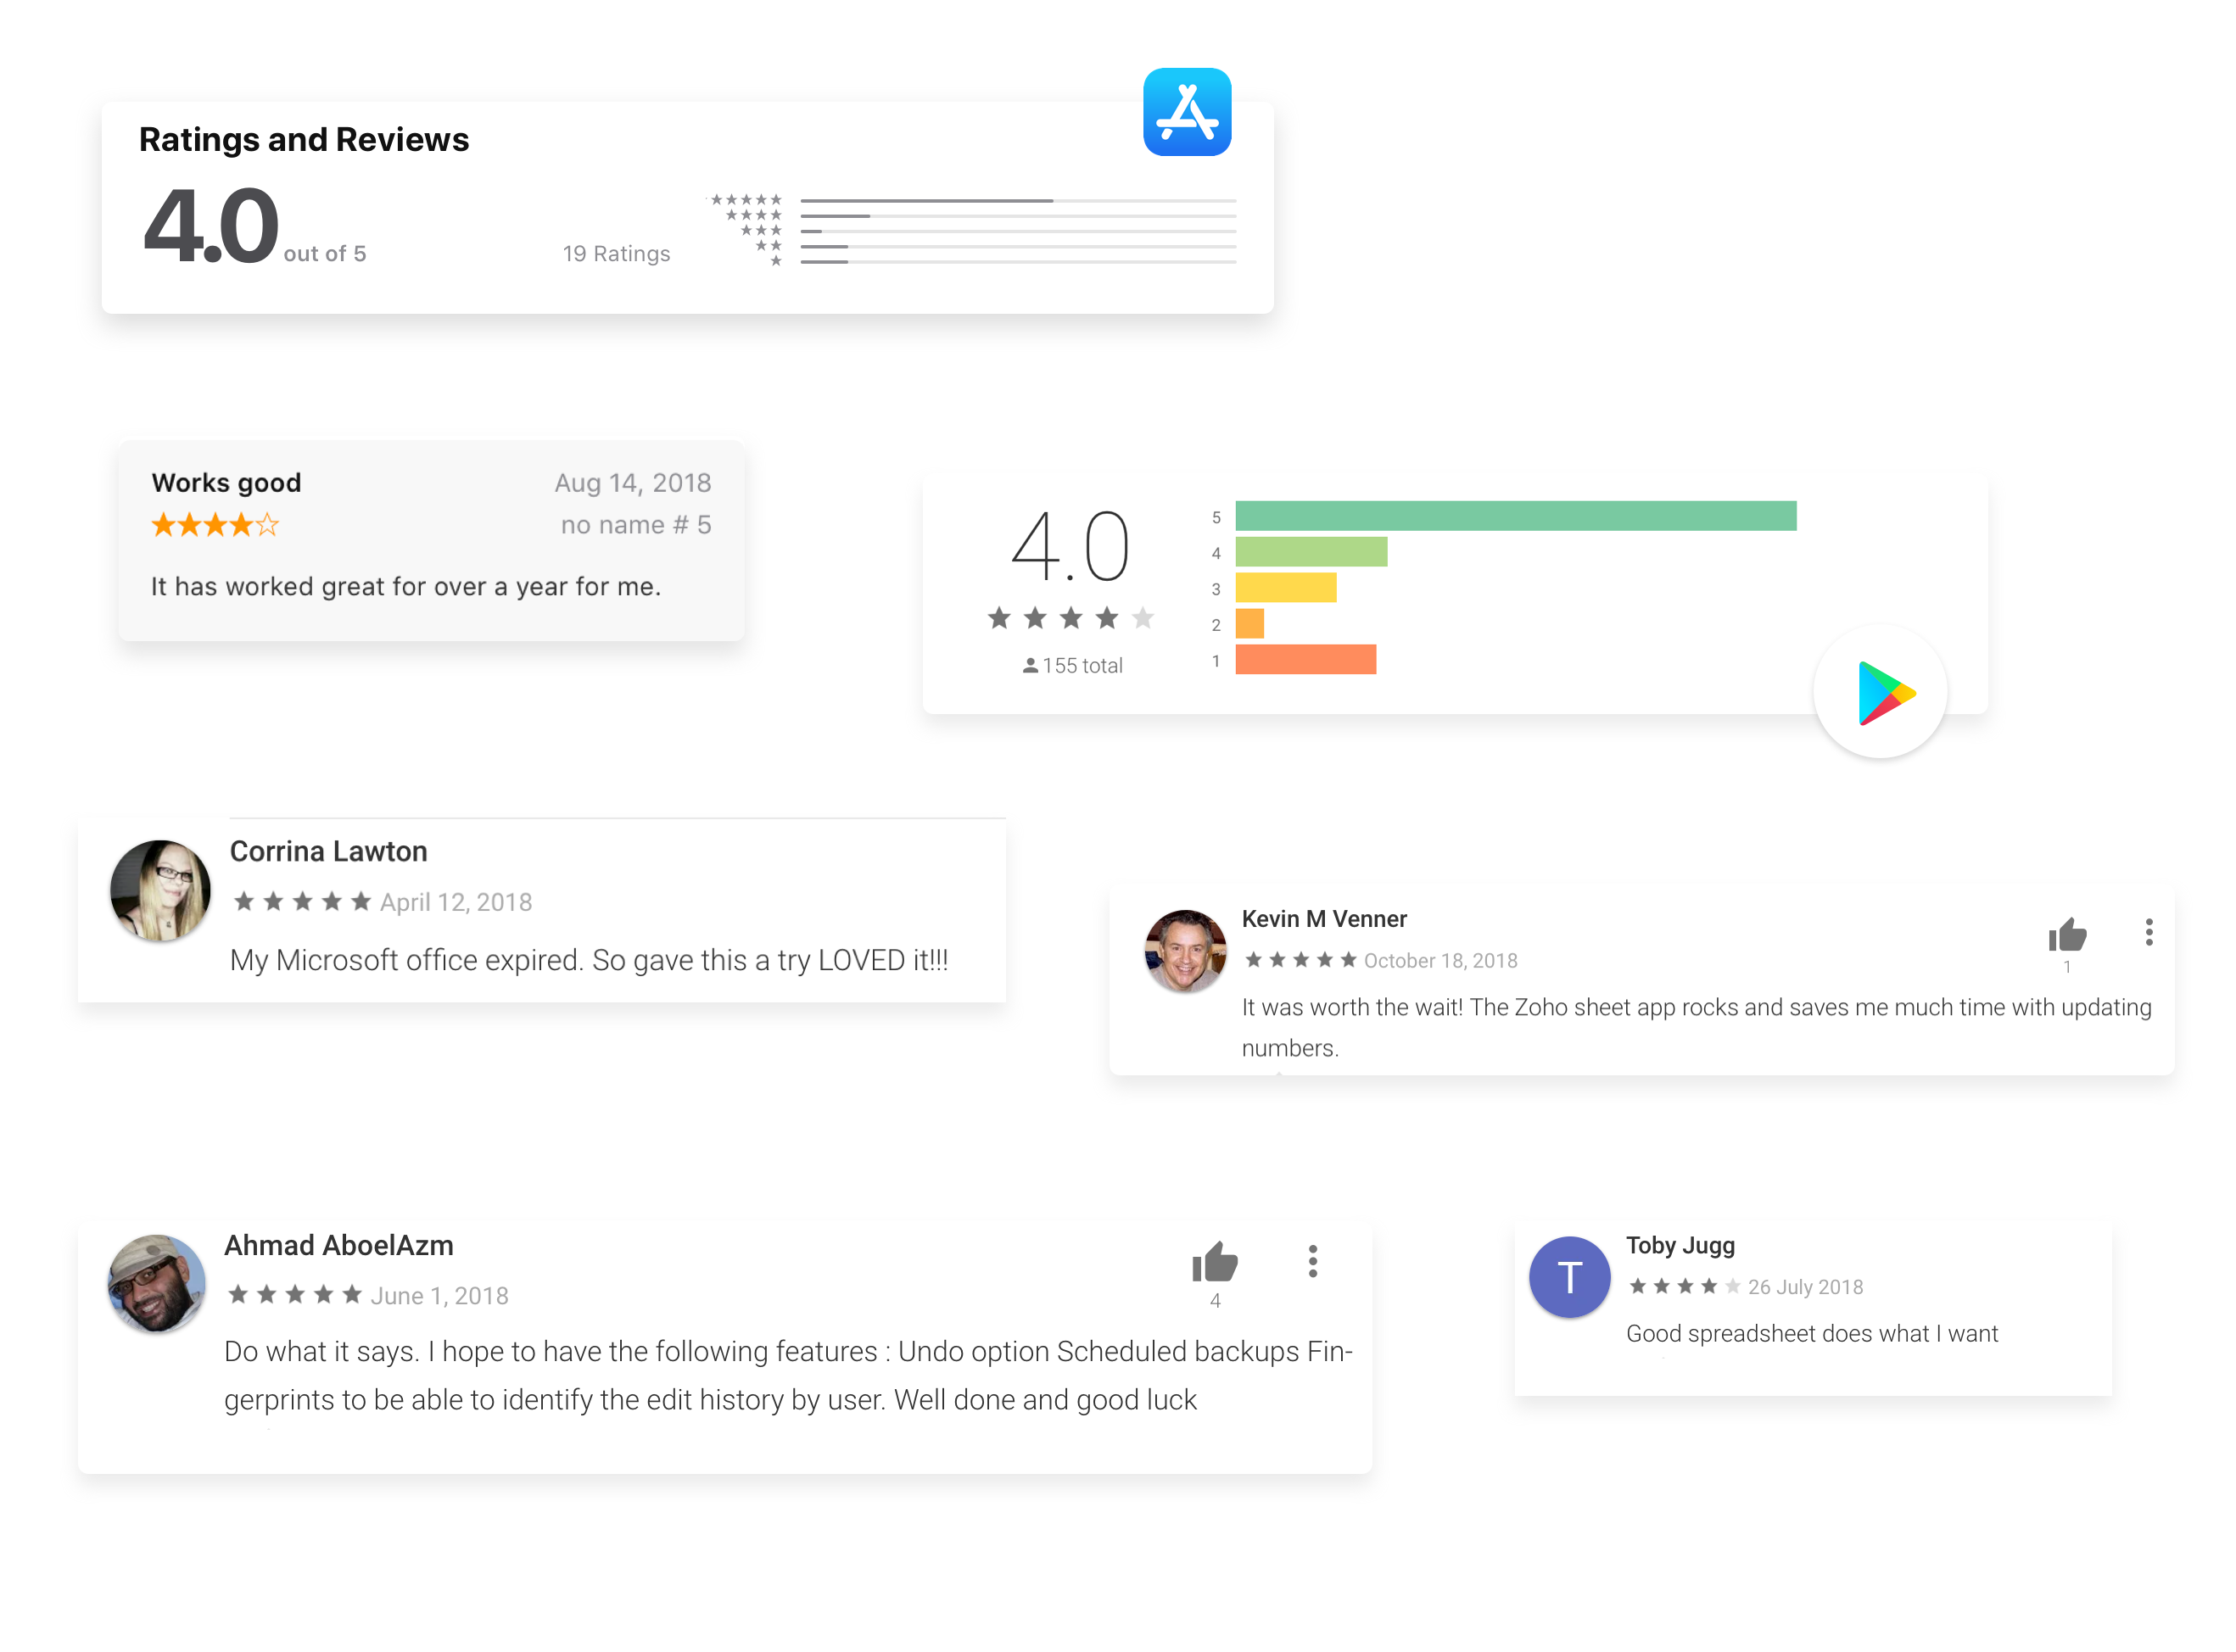 Ratings and Reviews
4.0 out of 5
19 Ratings
Works good
Aug 14, 2018
no name # 5
It has worked great for over a year for me.
4.0
155 total
5
4
3
2
1
Corrina Lawton
April 12, 2018
My Microsoft office expired. So gave this a try LOVED it!!!
Kevin M Venner
October 18, 2018
1
It was worth the wait! The Zoho sheet app rocks and saves me much time with updating
numbers.
Ahmad AboelAzm
June 1, 2018
4
Do what it says. I hope to have the following features : Undo option Scheduled backups Fin-
gerprints to be able to identify the edit history by user. Well done and good luck
T
Toby Jugg
26 July 2018
Good spreadsheet does what I want